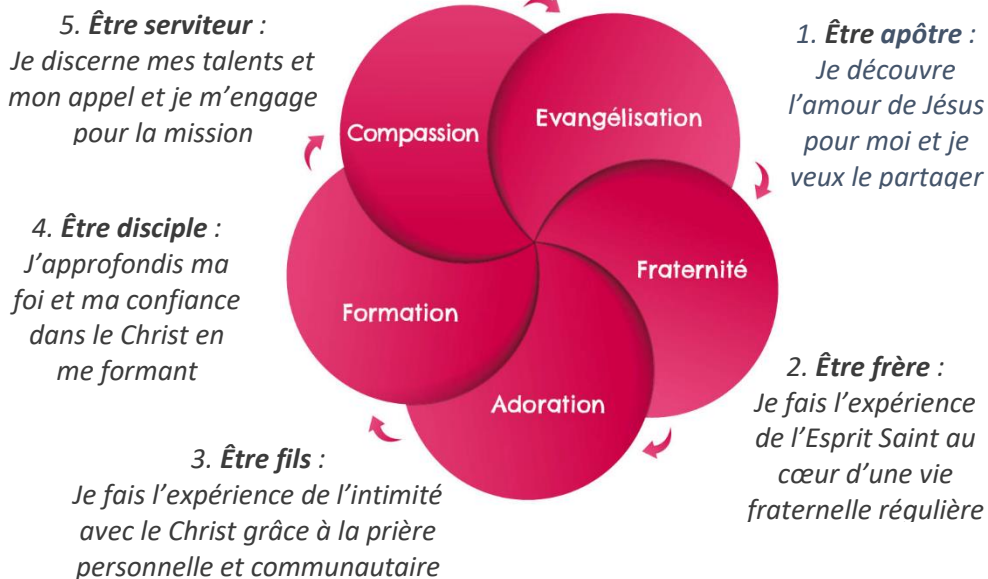 5. Être serviteur :
Je discerne mes talents et
mon appel et je m’engage
pour la mission
1. Être apôtre :
Je découvre
l’amour de Jésus
pour moi et je
veux le partager
Compassion
Evangélisation
4. Être disciple :
J’approfondis ma
foi et ma confiance
dans le Christ en
me formant
Formation
Fraternité
Adoration
2. Être frère :
Je fais l’expérience
de l’Esprit Saint au
cœur d’une vie
fraternelle régulière
3. Être fils :
Je fais l’expérience de l’intimité
avec le Christ grâce à la prière
personnelle et communautaire